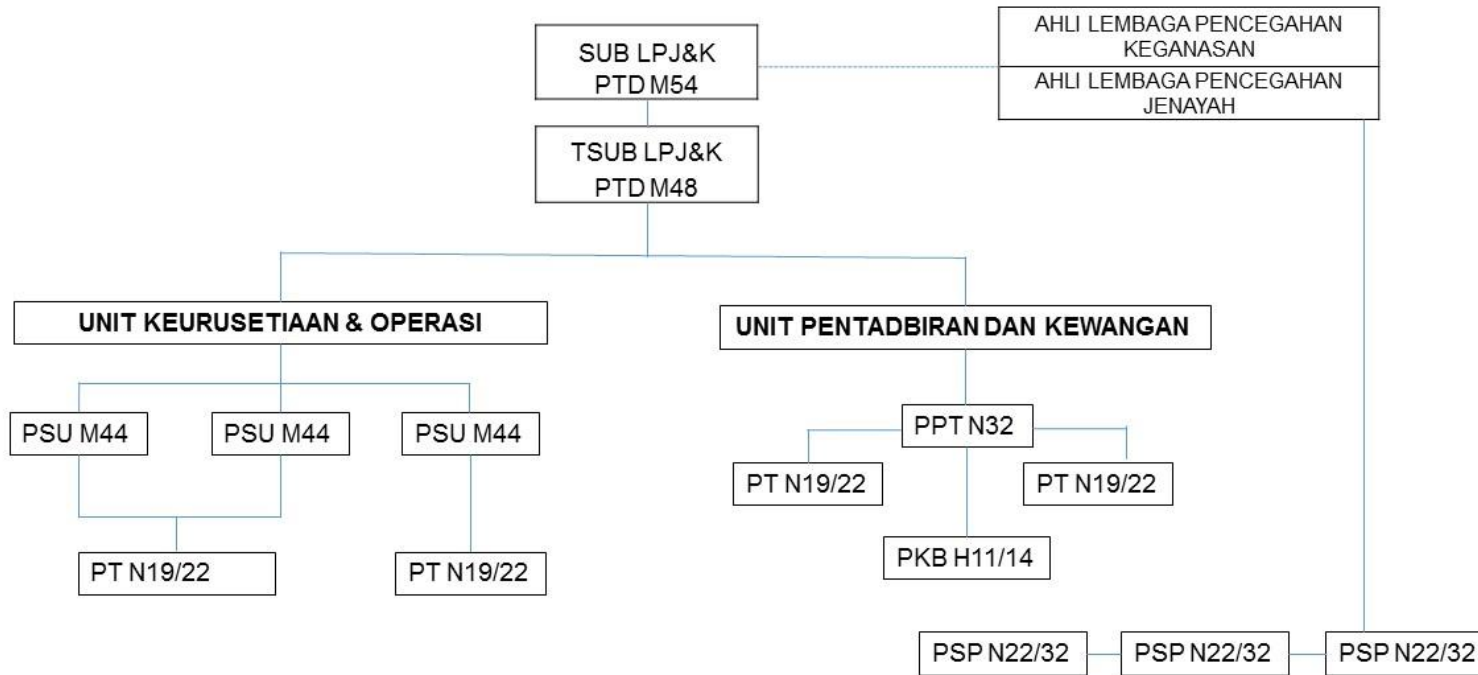 SUB LPJ&K
PTD M54
AHLI LEMBAGA PENCEGAHAN
KEGANASAN
AHLI LEMBAGA PENCEGAHAN
JENAYAH
TSUB LPJ&K
PTD M48
UNIT KEURUSETIAAN & OPERASI
UNIT PENTADBIRAN DAN KEWANGAN
PSU M44
PSU M44
PSU M44
PPT N32
PT N19/22
PT N19/22
PT N19/22
PT N19/22
PKB H11/14
PSP N22/32
PSP N22/32
PSP N22/32